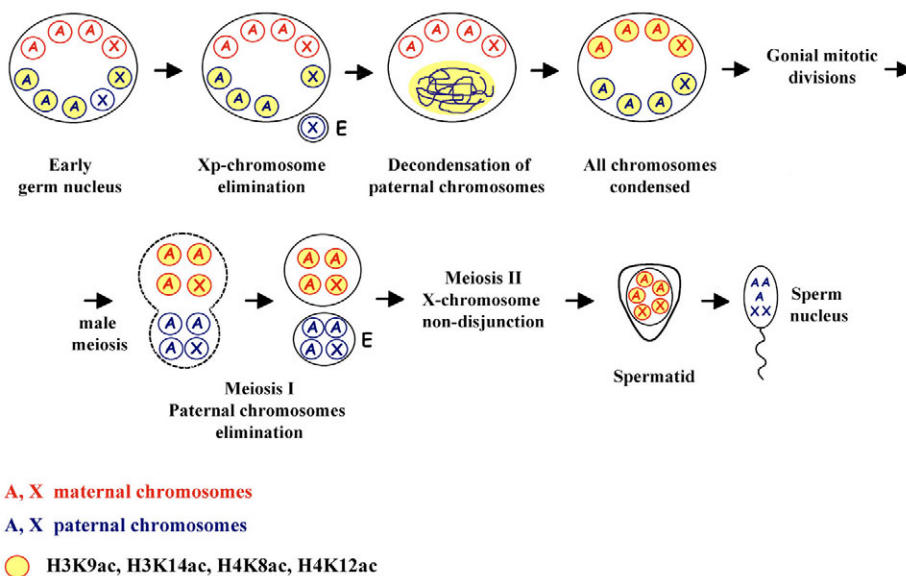 A A A X
A A A X X
A A A X
A A A X
X E
A A A X
A A A X
A A A X
Gonial mitotic
divisions
Early
germ nucleus
Xp-chromosome
elimination
Decondensation of
paternal chromosomes
All chromosomes
condensed
male
meiosis
A A
A X
A A
A X
A A
A X
A A
A X
E
Meiosis I
Paternal chromosomes
elimination
Meiosis II
X-chromosome
non-disjunction
A A
A
X X
Spermatid
AA
A
XX
Sperm
nucleus
A, X maternal chromosomes
A, X paternal chromosomes
H3K9ac, H3K14ac, H4K8ac, H4K12ac